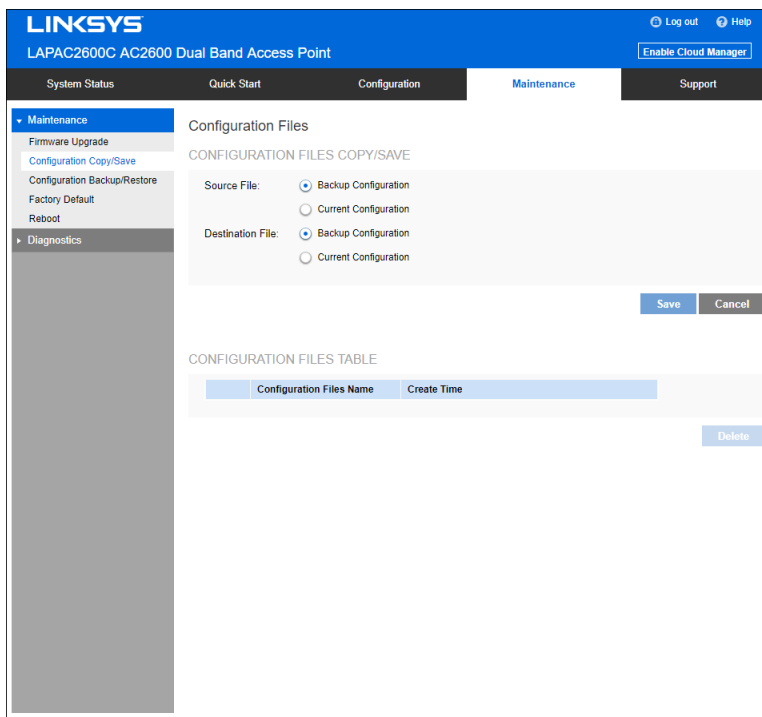 LINKSYS
Log out Help
LAPAC2600C AC2600 Dual Band Access Point
Enable Cloud Manager
System Status Quick Start Configuration Maintenance Support
Maintenance
Firmware Upgrade
Configuration Copy/Save
Configuration Backup/Restore
Factory Default
Reboot
Diagnostics
Configuration Files
CONFIGURATION FILES COPY/SAVE
Source File: Backup Configuration
Current Configuration
Destination File: Backup Configuration
Current Configuration
Save Cancel
CONFIGURATION FILES TABLE
Configuration Files Name Create Time
Delete